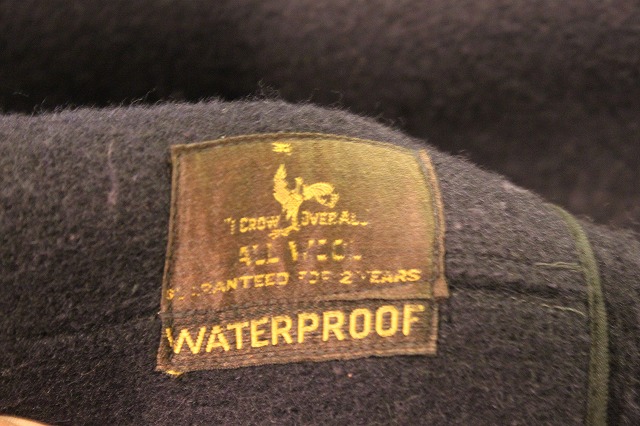 "I CROW OVER ALL
ALL WOOL
GUARANTEED FOR 2 YEARS
WATERPROOF